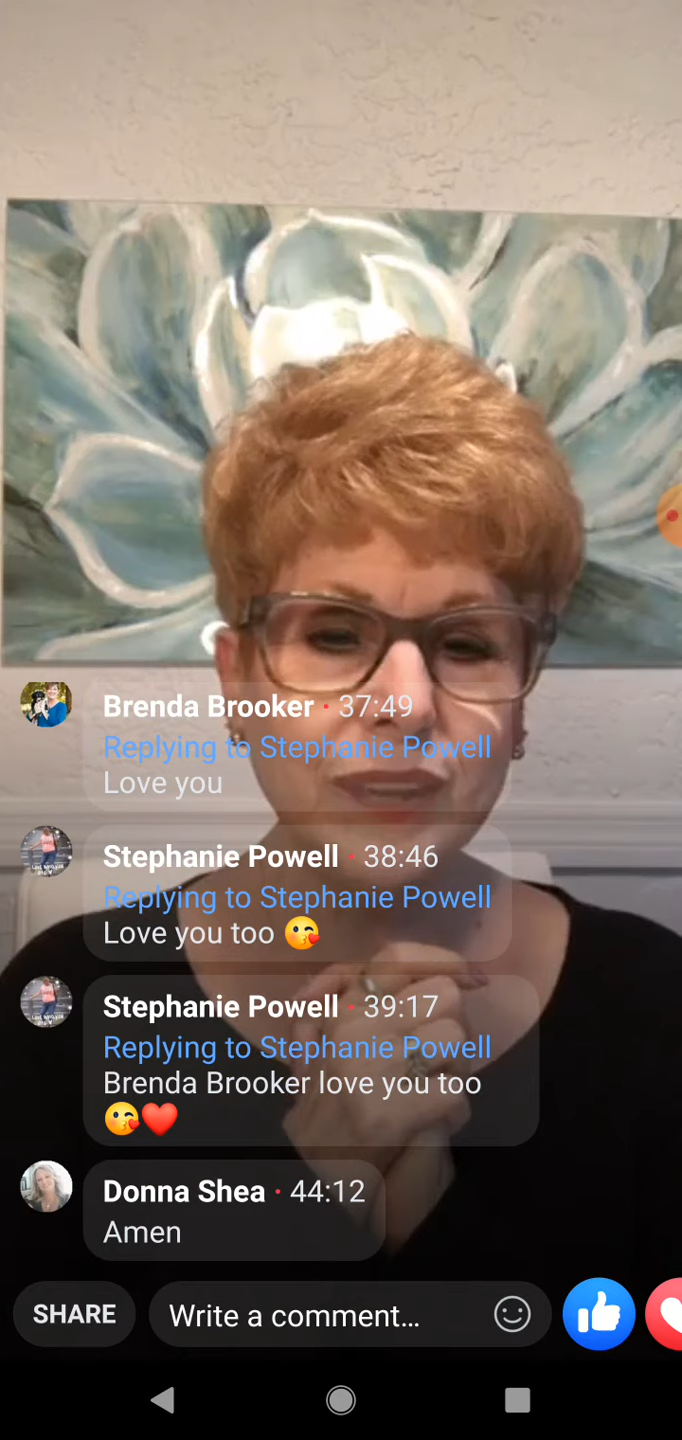 Brenda Brooker · 37:49
Replying to Stephanie Powell
Love you
Stephanie Powell · 38:46
Replying to Stephanie Powell
Love you too 😘
Stephanie Powell · 39:17
Replying to Stephanie Powell
Brenda Brooker love you too
😘❤️
Donna Shea · 44:12
Amen
SHARE
Write a comment...